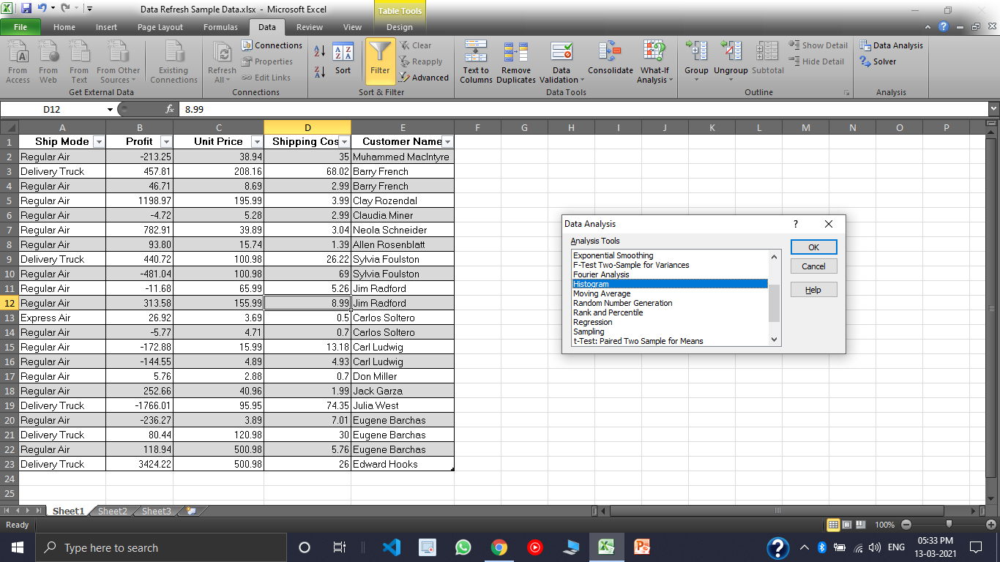 Data Refresh Sample Data.xlsx - Microsoft Excel
Table Tools
File Home Insert Page Layout Formulas Data Review View Design
From Access
From Web
From Text
From Other Sources
Existing Connections
Get External Data
Refresh All
Connections
Properties
Edit Links
Connections
Sort
Filter
Clear
Reapply
Advanced
Sort & Filter
Text to Columns
Remove Duplicates
Data Validation
Consolidate
What-If Analysis
Data Tools
Group
Ungroup
Subtotal
Show Detail
Hide Detail
Outline
Data Analysis
Solver
Analysis
D12 fx 8.99
A B C D E F G H I J K L M N O P
1 Ship Mode Profit Unit Price Shipping Cos Customer Name
2 Regular Air -213.25 38.94 35 Muhammed MacIntyre
3 Delivery Truck 457.81 208.16 68.02 Barry French
4 Regular Air 46.71 8.69 2.99 Barry French
5 Regular Air 1198.97 195.99 3.99 Clay Rozendal
6 Regular Air -4.72 5.28 2.99 Claudia Miner
7 Regular Air 782.91 39.89 3.04 Neola Schneider
8 Regular Air 93.80 15.74 1.39 Allen Rosenblatt
9 Delivery Truck 440.72 100.98 26.22 Sylvia Foulston
10 Regular Air -481.04 100.98 69 Sylvia Foulston
11 Regular Air -11.68 65.99 5.26 Jim Radford
12 Regular Air 313.58 155.99 8.99 Jim Radford
13 Express Air 26.92 3.69 0.5 Carlos Soltero
14 Regular Air -5.77 4.71 0.7 Carlos Soltero
15 Regular Air -172.88 15.99 13.18 Carl Ludwig
16 Regular Air -144.55 4.89 4.93 Carl Ludwig
17 Regular Air 5.76 2.88 0.7 Don Miller
18 Regular Air 252.66 40.96 1.99 Jack Garza
19 Delivery Truck -1766.01 95.95 74.35 Julia West
20 Regular Air -236.27 3.89 7.01 Eugene Barchas
21 Delivery Truck 80.44 120.98 30 Eugene Barchas
22 Regular Air 118.94 500.98 5.76 Eugene Barchas
23 Delivery Truck 3424.22 500.98 26 Edward Hooks
24
25
Data Analysis ?
Analysis Tools
Exponential Smoothing
F-Test Two-Sample for Variances
Fourier Analysis
Histogram
Moving Average
Random Number Generation
Rank and Percentile
Regression
Sampling
t-Test: Paired Two Sample for Means
OK
Cancel
Help
Sheet1 Sheet2 Sheet3
Ready 100%
Type here to search
ENG
05:33 PM
13-03-2021